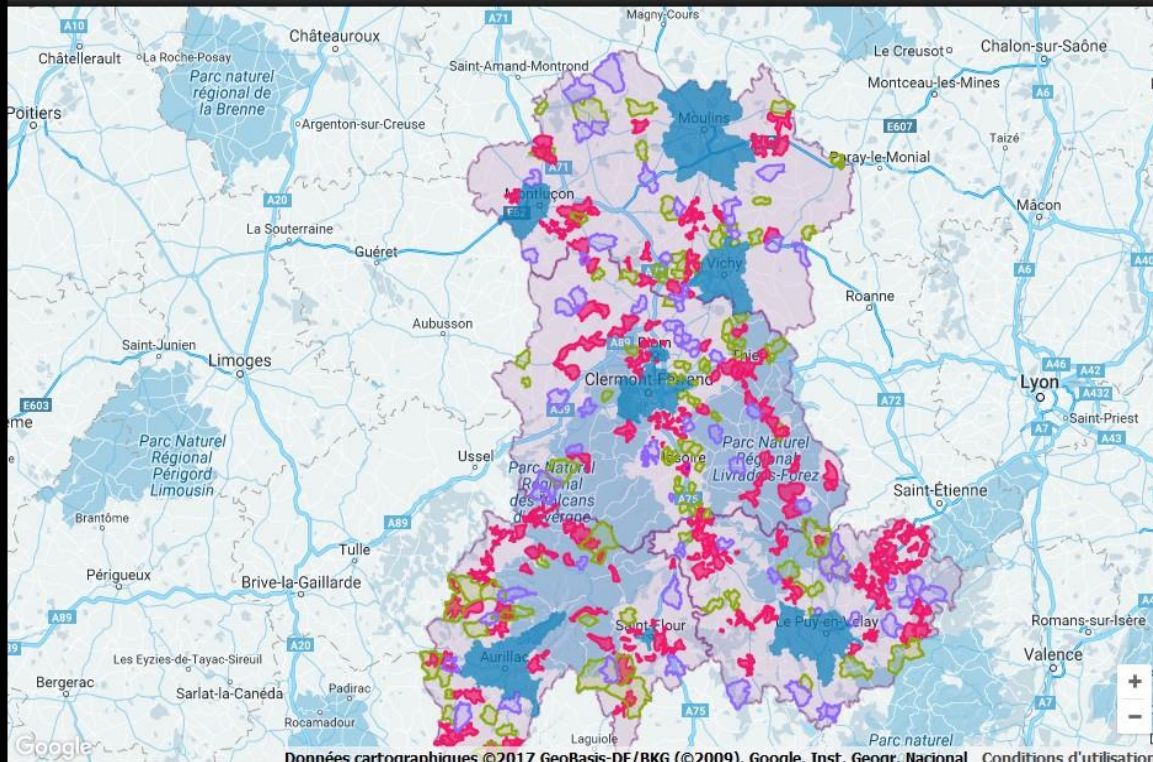 A10
Châteauroux
A71
Magny-Cours
Le Creusot
Chalon-sur-Saône
Châtellerault
La Roche-Posay
Saint-Amand-Montrond
Parc naturel
régional de
la Brenne
Montceau-les-Mines
A6
Poitiers
Argenton-sur-Creuse
Moulins
E607
Taizé
Paray-le-Monial
A71
A20
Montluçon
Mâcon
E62
La Souterraine
Guéret
A6
A40
Vichy
Roanne
Aubusson
Saint-Junien
Limoges
A89
Riom
Thiers
A46
A42
Clermont-Ferrand
Lyon
A432
E603
A89
A72
Saint-Priest
A7
A43
Parc Naturel
Régional
Périgord
Limousin
Ussel
Issoire
Parc Naturel
Régional
Livradois-Forez
Parc Naturel
Régional
des Volcans
d'Auvergne
A75
Saint-Étienne
Brantôme
A89
Tulle
Périgueux
Brive-la-Gaillarde
A89
Saint-Flour
Le Puy-en-Velay
Romans-sur-Isère
A20
Les Eyzies-de-Tayac-Sireuil
Aurillac
Valence
Bergerac
Sarlat-la-Canéda
Padirac
A75
A7
Rocamadour
Laguiole
Parc naturel
+
−
Google
Données cartographiques ©2017 GeoBasis-DE/BKG (©2009), Google, Inst. Geogr. Nacional Conditions d'utilisation